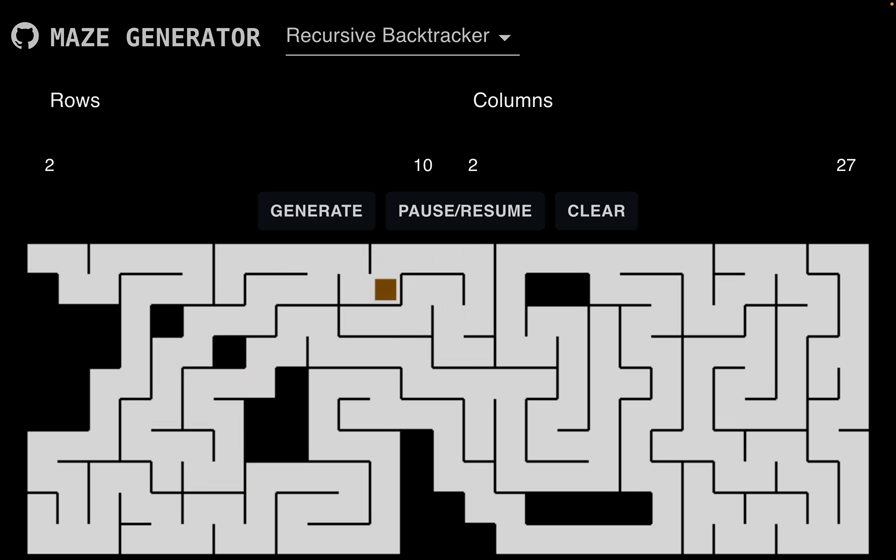 MAZE GENERATOR Recursive Backtracker
Rows Columns
2 10 2 27
GENERATE PAUSE/RESUME CLEAR